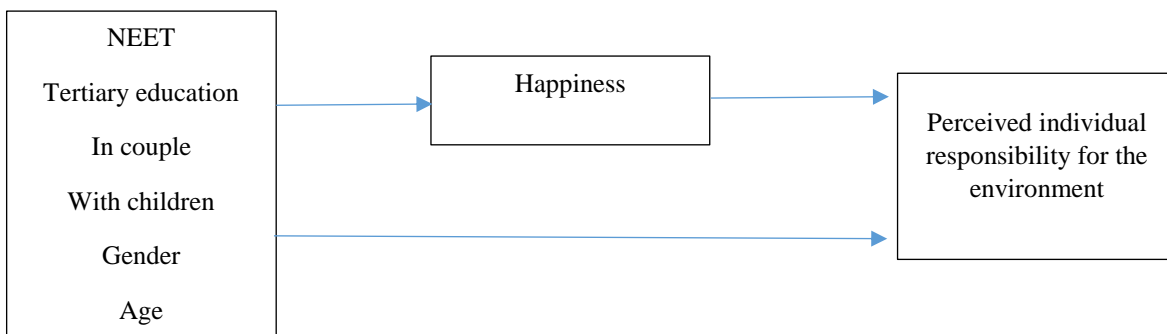 NEET
Tertiary education
In couple
With children
Gender
Age
Happiness
Perceived individual
responsibility for the
environment